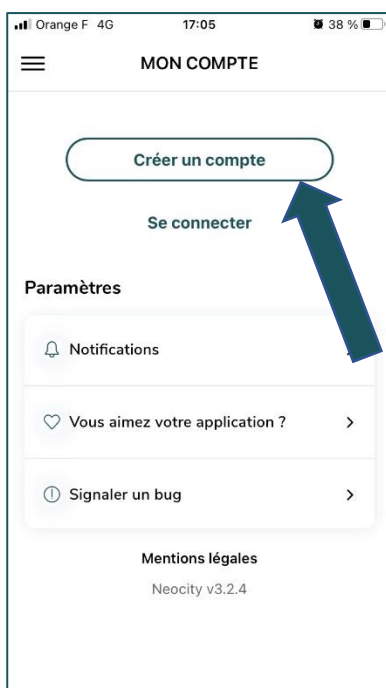 Orange F 4G 17:05 38 %
MON COMPTE
Créer un compte
Se connecter
Paramètres
Notifications
Vous aimez votre application ?
Signaler un bug
Mentions légales
Neocity v3.2.4